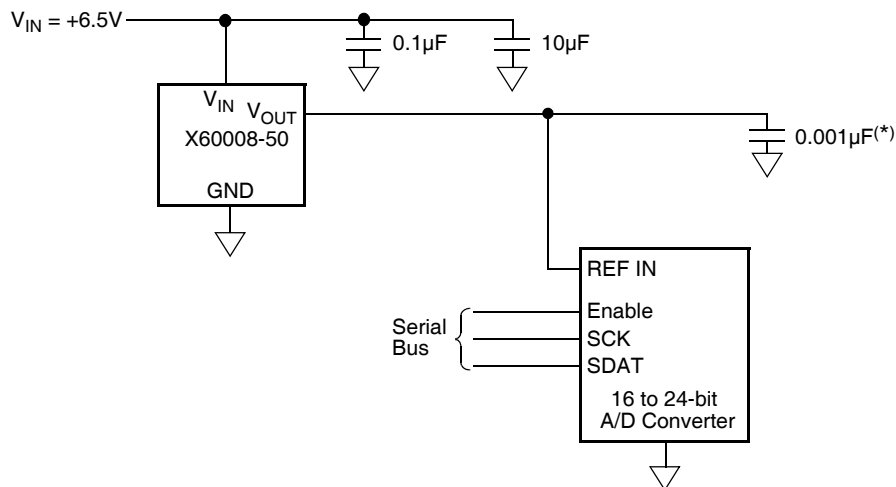 V_IN = +6.5V
0.1µF
10µF
V_IN
V_OUT
X60008-50
GND
0.001µF(*)
REF IN
Enable
SCK
SDAT
Serial
Bus
16 to 24-bit
A/D Converter